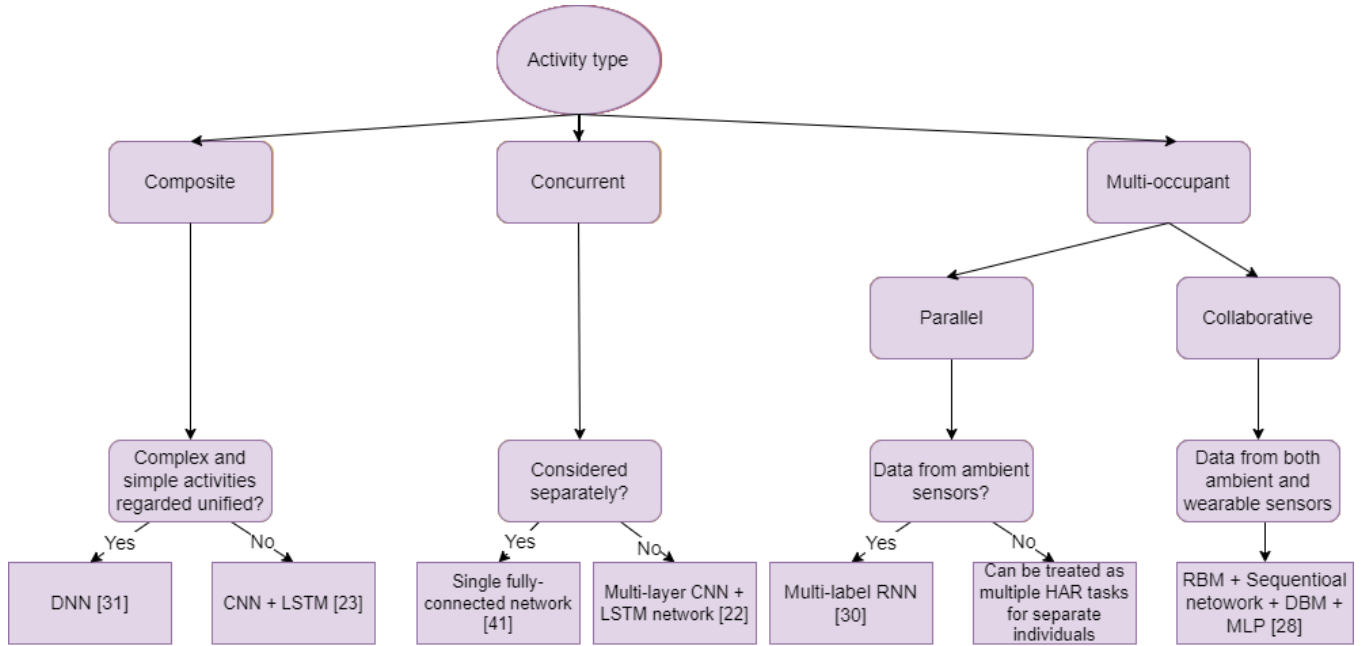 Activity type
Composite
Concurrent
Multi-occupant
Parallel
Collaborative
Complex and
simple activities
regarded unified?
Considered
separately?
Data from ambient
sensors?
Data from both
ambient and
wearable sensors
Yes
No
Yes
No
Yes
No
DNN [31]
CNN + LSTM [23]
Single fully-
connected network
[41]
Multi-layer CNN +
LSTM network [22]
Multi-label RNN
[30]
Can be treated as
multiple HAR tasks
for separate
individuals
RBM + Sequentioal
netowork + DBM +
MLP [28]